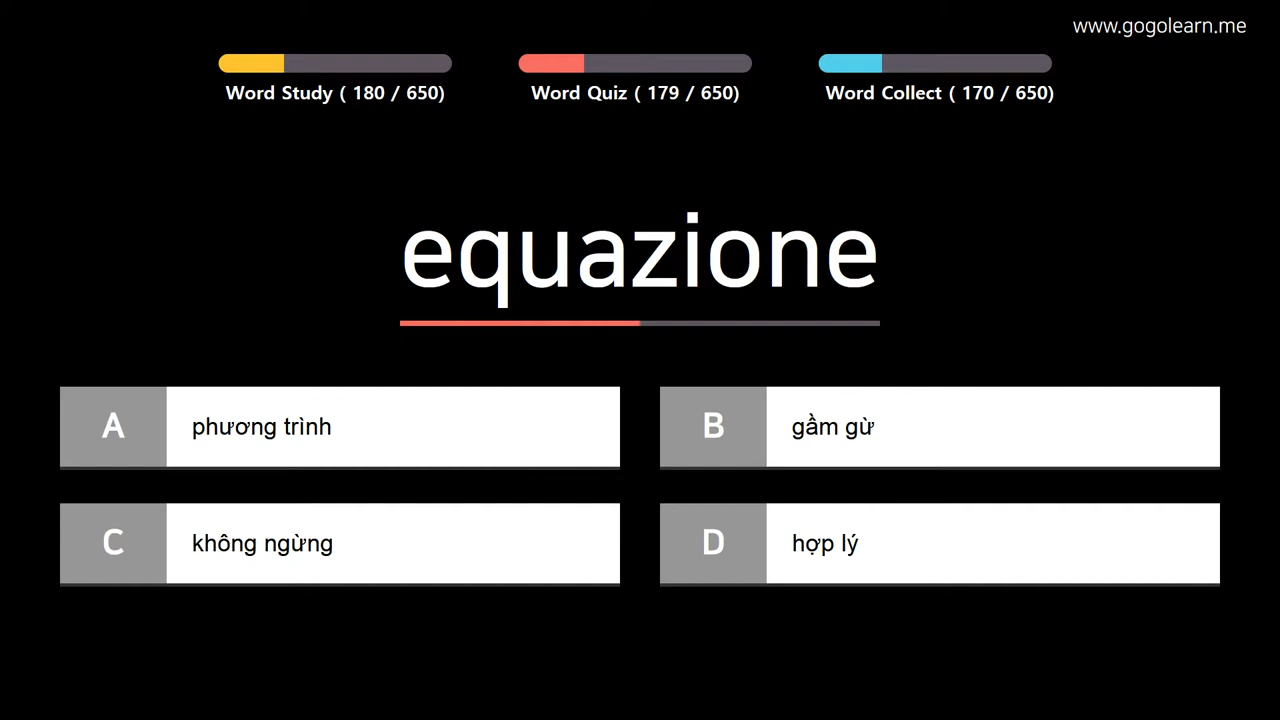 www.gogolearn.me
Word Study ( 180 / 650)
Word Quiz ( 179 / 650)
Word Collect ( 170 / 650)
equazione
A
phương trình
B
gầm gừ
C
không ngừng
D
hợp lý